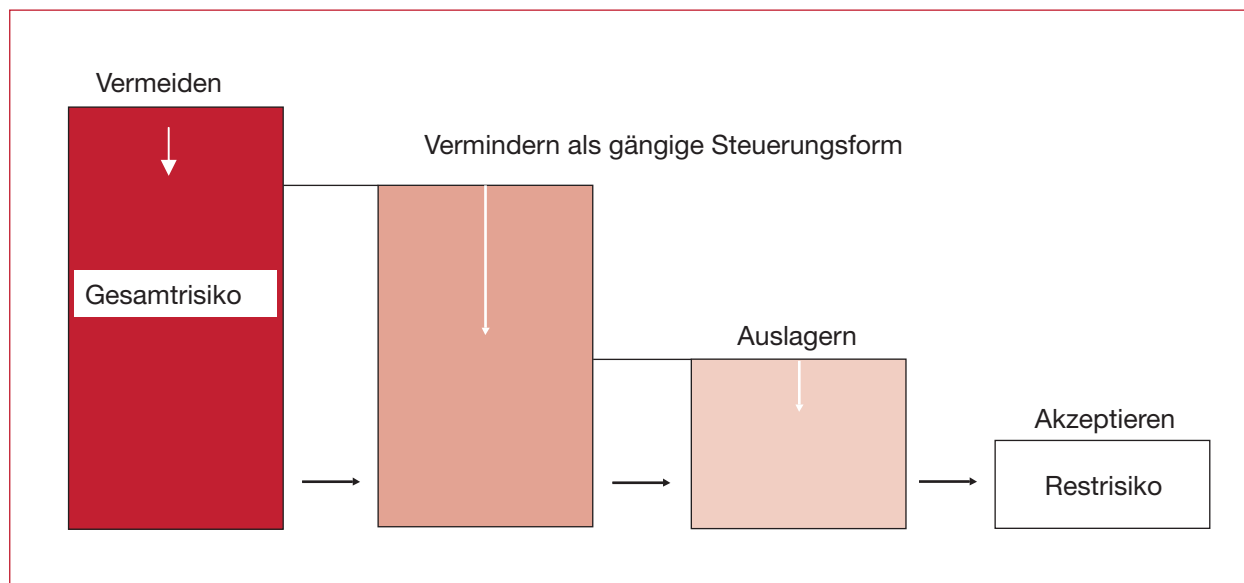 Vermeiden
Vermindern als gängige Steuerungsform
Gesamtrisiko
Auslagern
Akzeptieren
Restrisiko